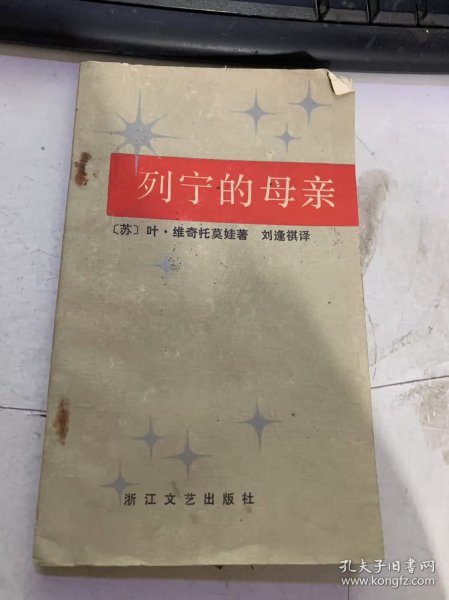 列宁的母亲
〔苏〕叶·维奇托莫娃著 刘逢祺译
浙江文艺出版社
孔夫子旧书网
www.kongfz.com